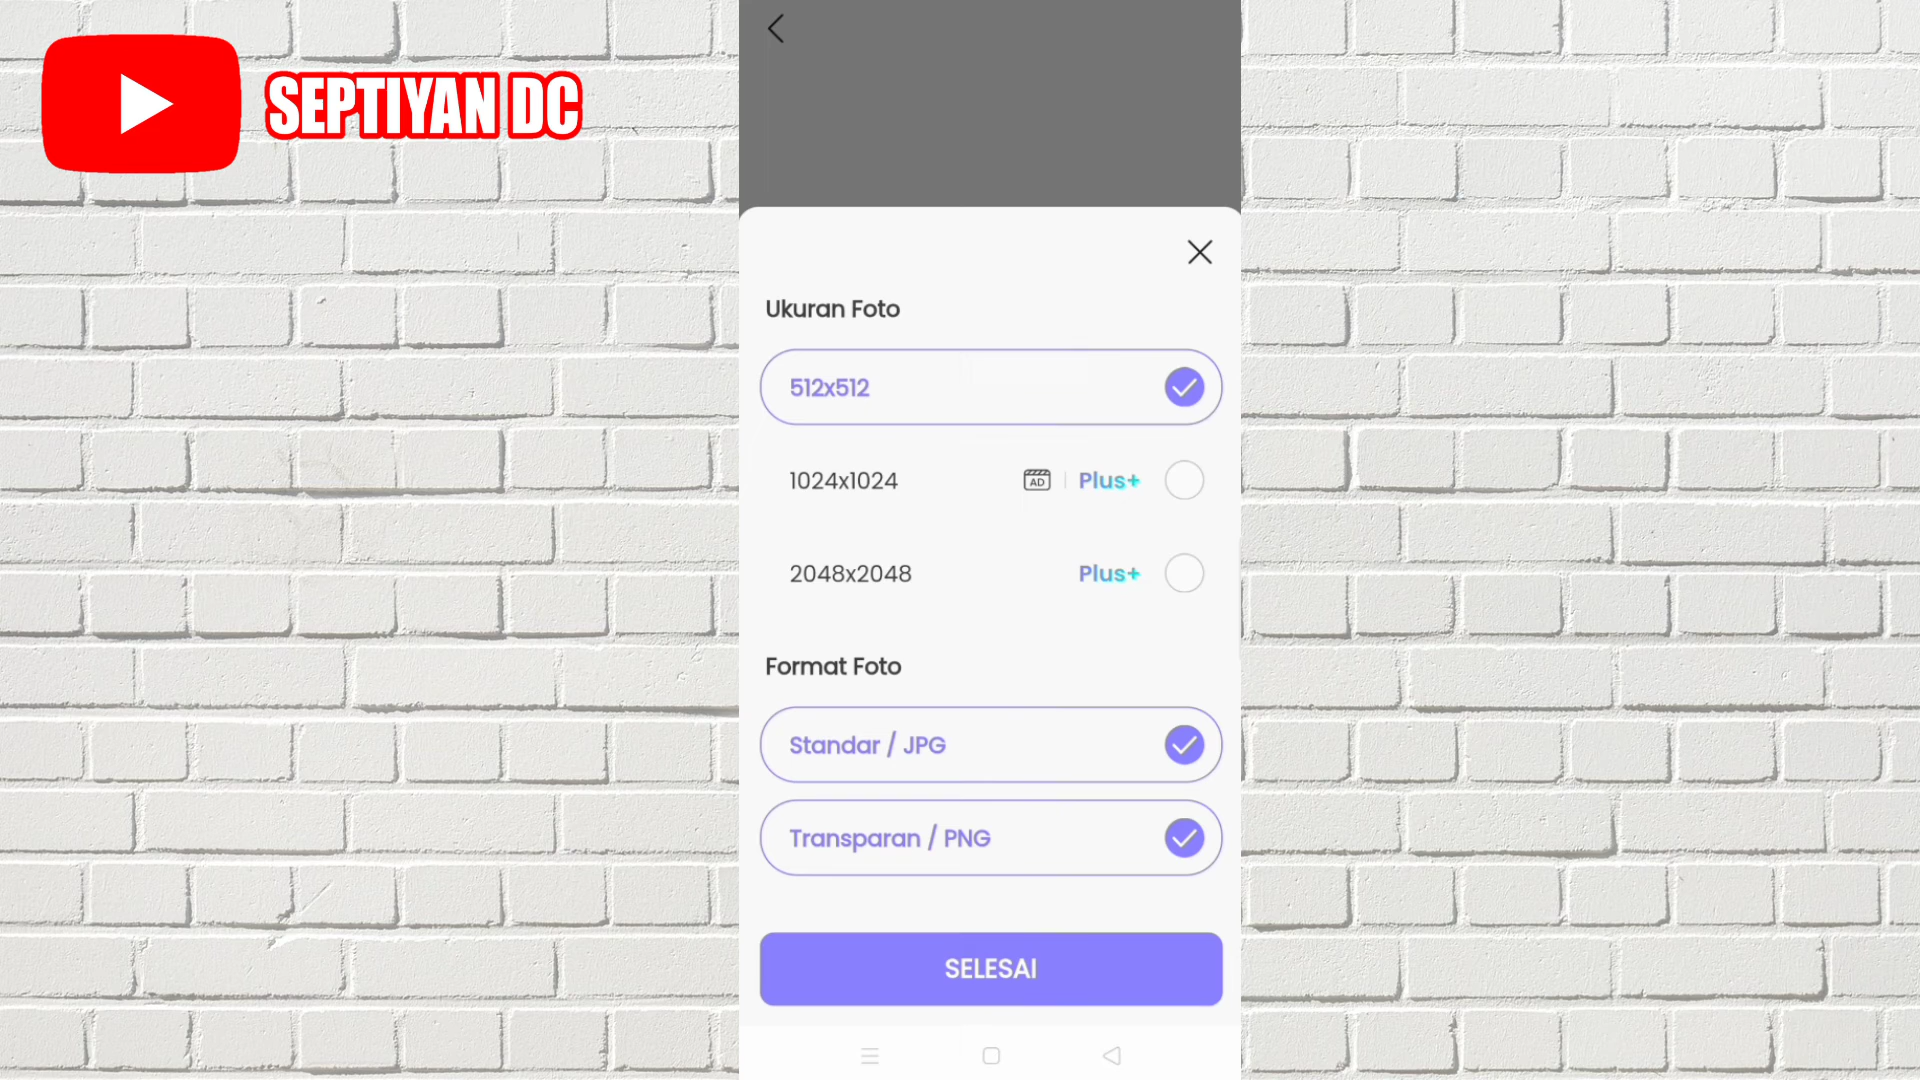 SEPTIYAN DC
Ukuran Foto
512x512
1024x1024 AD Plus+
2048x2048 Plus+
Format Foto
Standar / JPG
Transparan / PNG
SELESAI